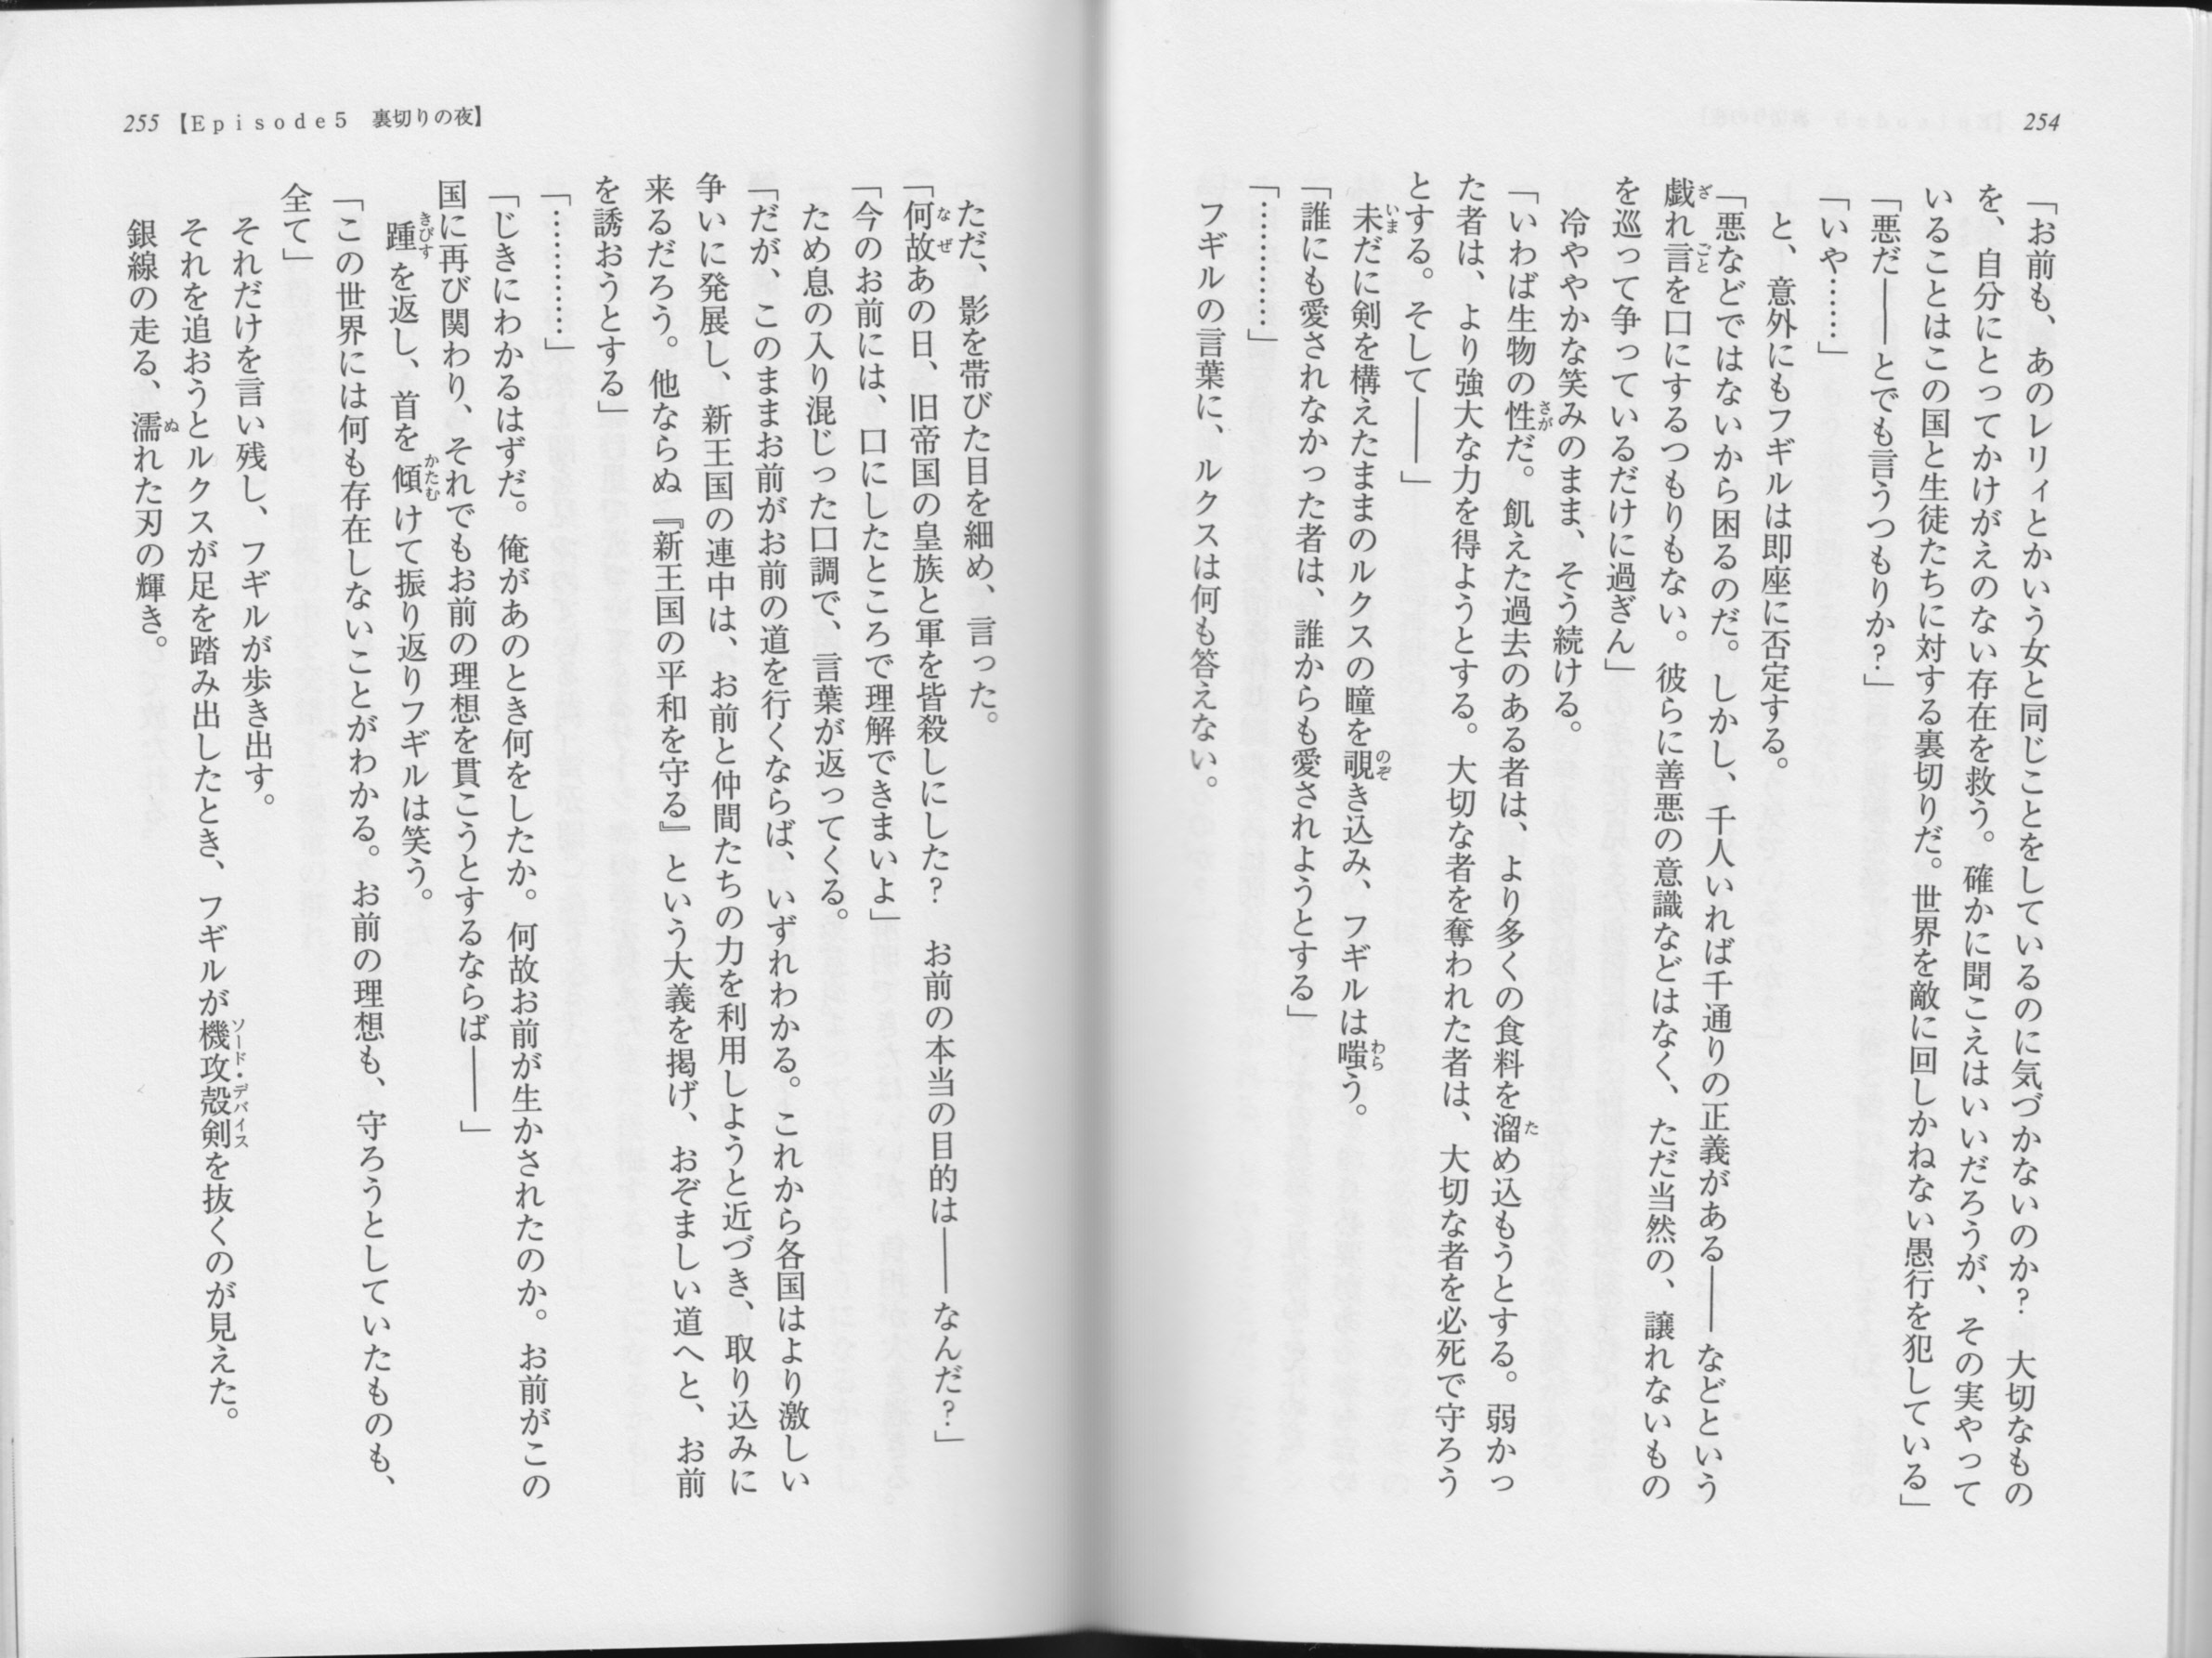 254
「お前も、あのレリィとかいう女と同じことをしているのに気づかないのか？　大切なもの
を、自分にとってかけがえのない存在を救う。確かに聞こえはいいだろうが、その実やって
いることはこの国と生徒たちに対する裏切りだ。世界を敵に回しかねない愚行を犯している」
「悪だ――とでも言うつもりか？」
「いや……」
　と、意外にもフギルは即座に否定する。
「悪などではないから困るのだ。しかし、千人いれば千通りの正義がある――などという
戯れ言を口にするつもりもない。彼らに善悪の意識などはなく、ただ当然の、譲れないもの
を巡って争っているだけに過ぎん」
　冷ややかな笑みのまま、そう続ける。
「いわば生物の性だ。飢えた過去のある者は、より多くの食料を溜め込もうとする。弱かっ
た者は、より強大な力を得ようとする。大切な者を奪われた者は、大切な者を必死で守ろう
とする。そして――」
　未だに剣を構えたままのルクスの瞳を覗き込み、フギルは嗤う。
「誰にも愛されなかった者は、誰からも愛されようとする」
「…………」
　フギルの言葉に、ルクスは何も答えない。
255【Episode5　裏切りの夜】
　ただ、影を帯びた目を細め、言った。
「何故あの日、旧帝国の皇族と軍を皆殺しにした？　お前の本当の目的は――なんだ？」
「今のお前には、口にしたところで理解できまいよ」
　ため息の入り混じった口調で、言葉が返ってくる。
「だが、このままお前がお前の道を行くならば、いずれわかる。これから各国はより激しい
争いに発展し、新王国の連中は、お前と仲間たちの力を利用しようと近づき、取り込みに
来るだろう。他ならぬ『新王国の平和を守る』という大義を掲げ、おぞましい道へと、お前
を誘おうとする」
「…………」
「じきにわかるはずだ。俺があのとき何をしたか。何故お前が生かされたのか。お前がこの
国に再び関わり、それでもお前の理想を貫こうとするならば――」
　踵を返し、首を傾けて振り返りフギルは笑う。
「この世界には何も存在しないことがわかる。お前の理想も、守ろうとしていたものも、
全て」
　それだけを言い残し、フギルが歩き出す。
　それを追おうとルクスが足を踏み出したとき、フギルが機攻殻剣を抜くのが見えた。
　銀線の走る、濡れた刃の輝き。